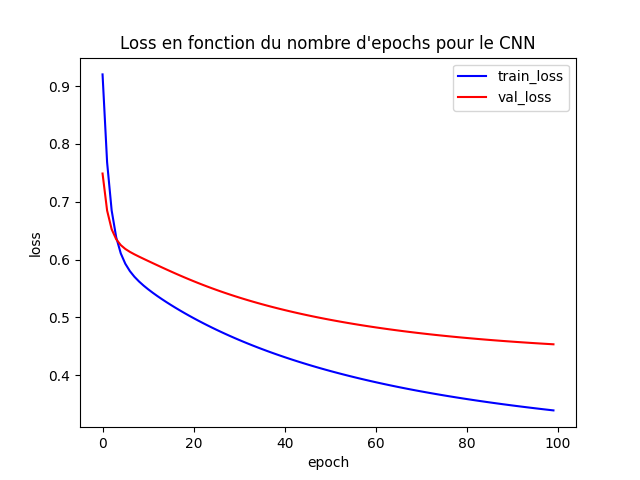 Loss en fonction du nombre d'epochs pour le CNN
train_loss
val_loss
0.9
0.8
0.7
0.6
0.5
0.4
loss
0 20 40 60 80 100
epoch